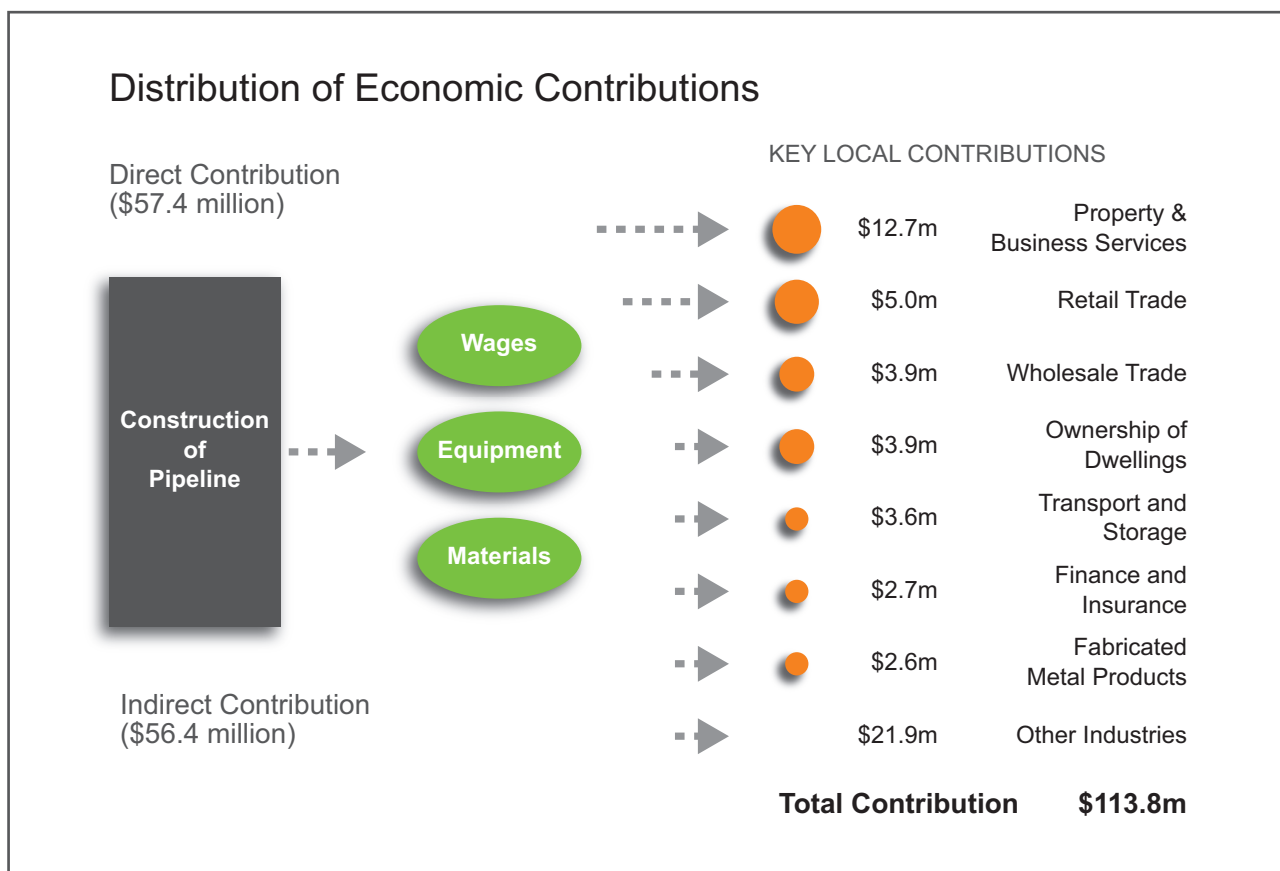 Distribution of Economic Contributions
Direct Contribution
($57.4 million)
Construction
of
Pipeline
Indirect Contribution
($56.4 million)
Wages
Equipment
Materials
KEY LOCAL CONTRIBUTIONS
$12.7m
Property &
Business Services
$5.0m
Retail Trade
$3.9m
Wholesale Trade
$3.9m
Ownership of
Dwellings
$3.6m
Transport and
Storage
$2.7m
Finance and
Insurance
$2.6m
Fabricated
Metal Products
$21.9m
Other Industries
Total Contribution $113.8m